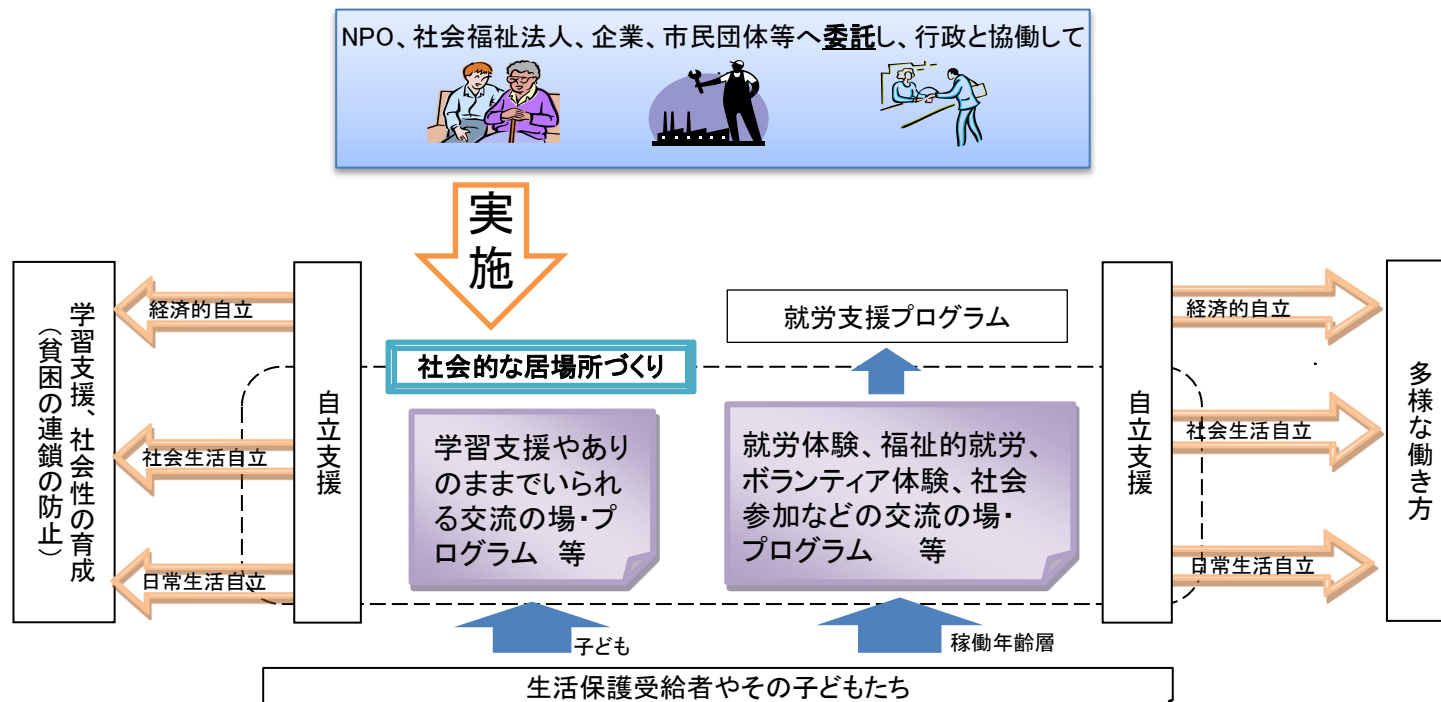 NPO、社会福祉法人、企業、市民団体等へ委託し、行政と協働して
実
施
学習支援、社会性の育成
（貧困の連鎖の防止）
経済的自立
社会生活自立
日常生活自立
自立支援
社会的な居場所づくり
学習支援やあり
のままでいられ
る交流の場・プ
ログラム　等
就労支援プログラム
就労体験、福祉的就労、
ボランティア体験、社会
参加などの交流の場・
プログラム　　等
自立支援
経済的自立
社会生活自立
日常生活自立
多様な働き方
子ども
稼働年齢層
生活保護受給者やその子どもたち